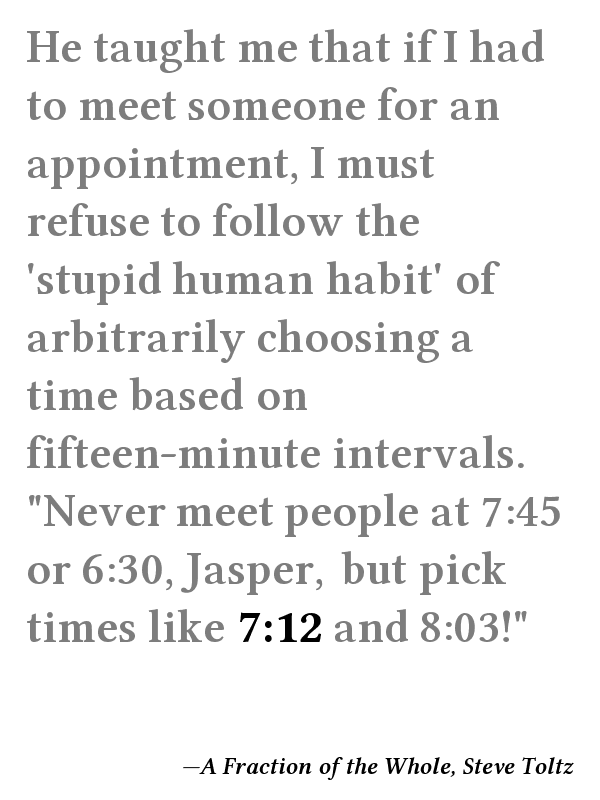 He taught me that if I had
to meet someone for an
appointment, I must
refuse to follow the
'stupid human habit' of
arbitrarily choosing a
time based on
fifteen-minute intervals.
"Never meet people at 7:45
or 6:30, Jasper, but pick
times like 7:12 and 8:03!"
—A Fraction of the Whole, Steve Toltz